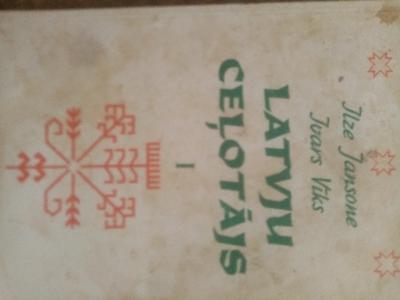 Ilze Jansone
Ivars Vīks
LATVJU
CEĻOTĀJS
I